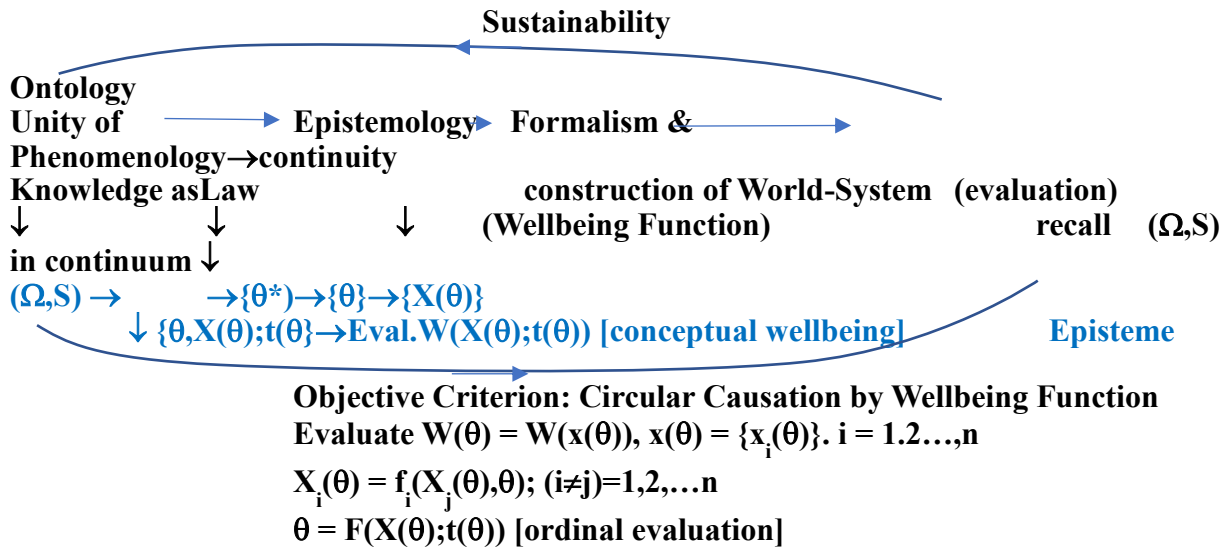 Sustainability
Ontology
Unity of → Epistemology → Formalism &
Phenomenology→continuity
Knowledge asLaw construction of World-System (evaluation)
↓ ↓ ↓ (Wellbeing Function) recall (Ω,S)
in continuum ↓
(Ω,S) → →{θ*)→{θ}→{X(θ)}
↓ {θ,X(θ);t(θ}→Eval.W(X(θ);t(θ)) [conceptual wellbeing] Episteme
Objective Criterion: Circular Causation by Wellbeing Function
Evaluate W(θ) = W(x(θ)), x(θ) = {xᵢ(θ)}. i = 1.2…,n
Xᵢ(θ) = fᵢ(Xⱼ(θ),θ); (i≠j)=1,2,…n
θ = F(X(θ);t(θ)) [ordinal evaluation]